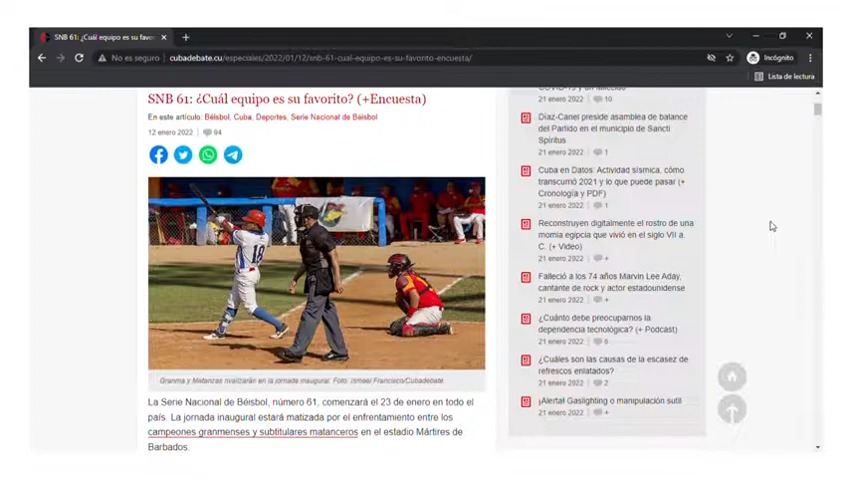 SNB 61: ¿Cuál equipo es su favor
No es seguro
cubadebate.cu/especiales/2022/01/12/snb-61-cual-equipo-es-su-favorito-encuesta/
Incógnito
Lista de lectura
SNB 61: ¿Cuál equipo es su favorito? (+Encuesta)
En este artículo: Béisbol, Cuba, Deportes, Serie Nacional de Béisbol
12 enero 2022 | 94
18
Granma y Matanzas rivalizarán en la jornada inaugural. Foto: Ismael Francisco/Cubadebate.
La Serie Nacional de Béisbol, número 61, comenzará el 23 de enero en todo el
país. La jornada inaugural estará matizada por el enfrentamiento entre los
campeones granmenses y subtitulares matanceros en el estadio Mártires de
Barbados.
COVID-19 y un fallecido
21 enero 2022 | 10
Díaz-Canel preside asamblea de balance
del Partido en el municipio de Sancti
Spíritus
21 enero 2022 | 1
Cuba en Datos: Actividad sísmica, cómo
transcurrió 2021 y lo que puede pasar (+
Cronología y PDF)
21 enero 2022 | 1
Reconstruyen digitalmente el rostro de una
momia egipcia que vivió en el siglo VII a.
C. (+ Video)
21 enero 2022 | +
Falleció a los 74 años Marvin Lee Aday,
cantante de rock y actor estadounidense
21 enero 2022 | +
¿Cuánto debe preocuparnos la
dependencia tecnológica? (+ Podcast)
21 enero 2022 | 6
¿Cuáles son las causas de la escasez de
refrescos enlatados?
21 enero 2022 | 2
¡Alerta! Gaslighting o manipulación sutil
21 enero 2022 | +